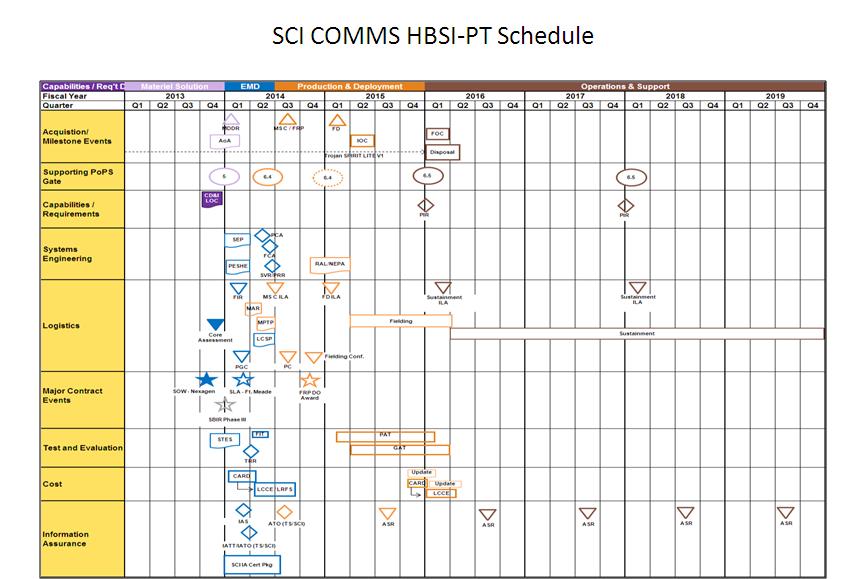 SCI COMMS HBSI-PT Schedule
Capabilities / Req't D Materiel Solution EMD Production & Deployment Operations & Support
Fiscal Year 2013 2014 2015 2016 2017 2018 2019
Quarter Q1 Q2 Q3 Q4 Q1 Q2 Q3 Q4 Q1 Q2 Q3 Q4 Q1 Q2 Q3 Q4 Q1 Q2 Q3 Q4 Q1 Q2 Q3 Q4 Q1 Q2 Q3 Q4
Acquistion/
Milestone Events
MDDR MS C / FRP FD
AoA IOC FOC
Disposal
Trojan SPIRIT LITE V1
Supporting PoPS
Gate
5 6.4 6.4 6.5 6.5
Capabilities /
Requirements
CD&I
LOC
PIR PIR
Systems
Engineering
SEP PCA
FCA
PESHE SVR/PRR RAL/NEPA
Logistics
FIR MS C ILA FD ILA Sustainment
ILA
Sustainment
ILA
MAR
MPTP Fielding
Core
Assessment
LCSP Sustainment
PGC PC Fielding Conf.
Major Contract
Events
SOW - Nexagen SLA - Ft. Meade FRP DO
Award
SBIR Phase III
Test and Evaluation
STES FIT PAT
TRR GAT
Cost
CARD Update
LCCE LRFS CARD Update
LCCE
Information
Assurance
IAS ATO (TS/SCI) ASR ASR ASR ASR ASR
IATT/IATO (TS/SCI)
SCI IA Cert Pkg